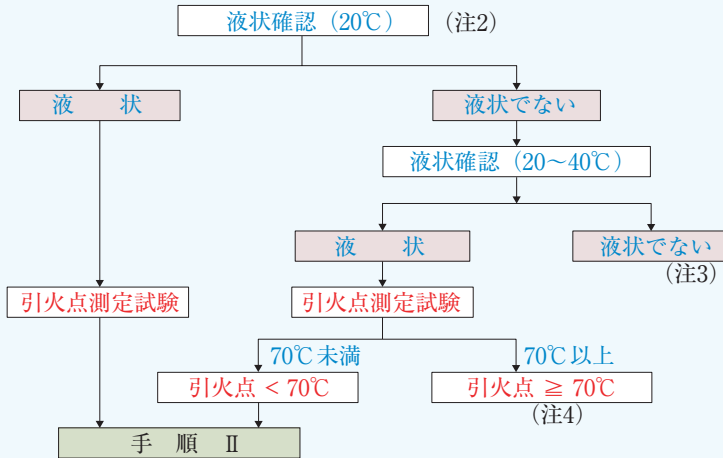 液状確認（20℃） （注2）
液　状
液状でない
液状確認（20～40℃）
液　状
液状でない
（注3）
引火点測定試験
引火点測定試験
70℃未満
70℃以上
引火点 < 70℃
引火点 ≧ 70℃
（注4）
手　順　Ⅱ